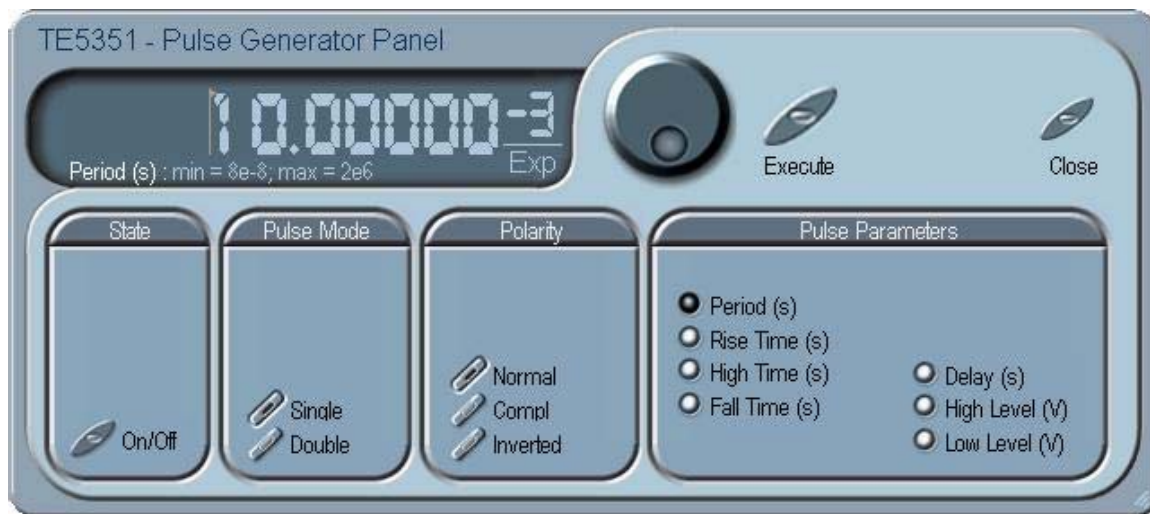 TE5351 - Pulse Generator Panel
10.00000-3
Exp
Period (s) : min = 8e-8; max = 2e6
Execute
Close
State
On/Off
Pulse Mode
Single
Double
Polarity
Normal
Compl
Inverted
Pulse Parameters
Period (s)
Rise Time (s)
High Time (s)
Fall Time (s)
Delay (s)
High Level (V)
Low Level (V)